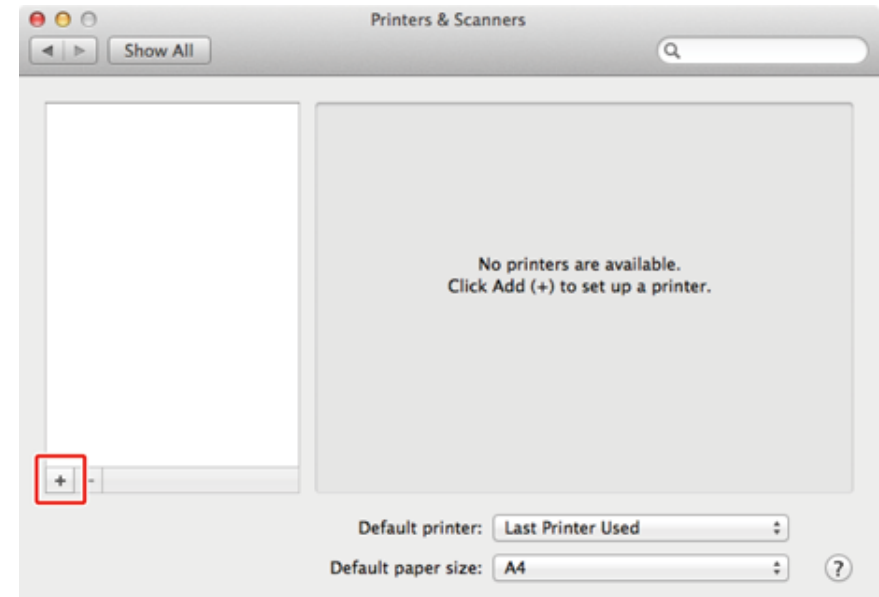 Printers & Scanners
Show All
No printers are available.
Click Add (+) to set up a printer.
+ -
Default printer: Last Printer Used
Default paper size: A4 ?